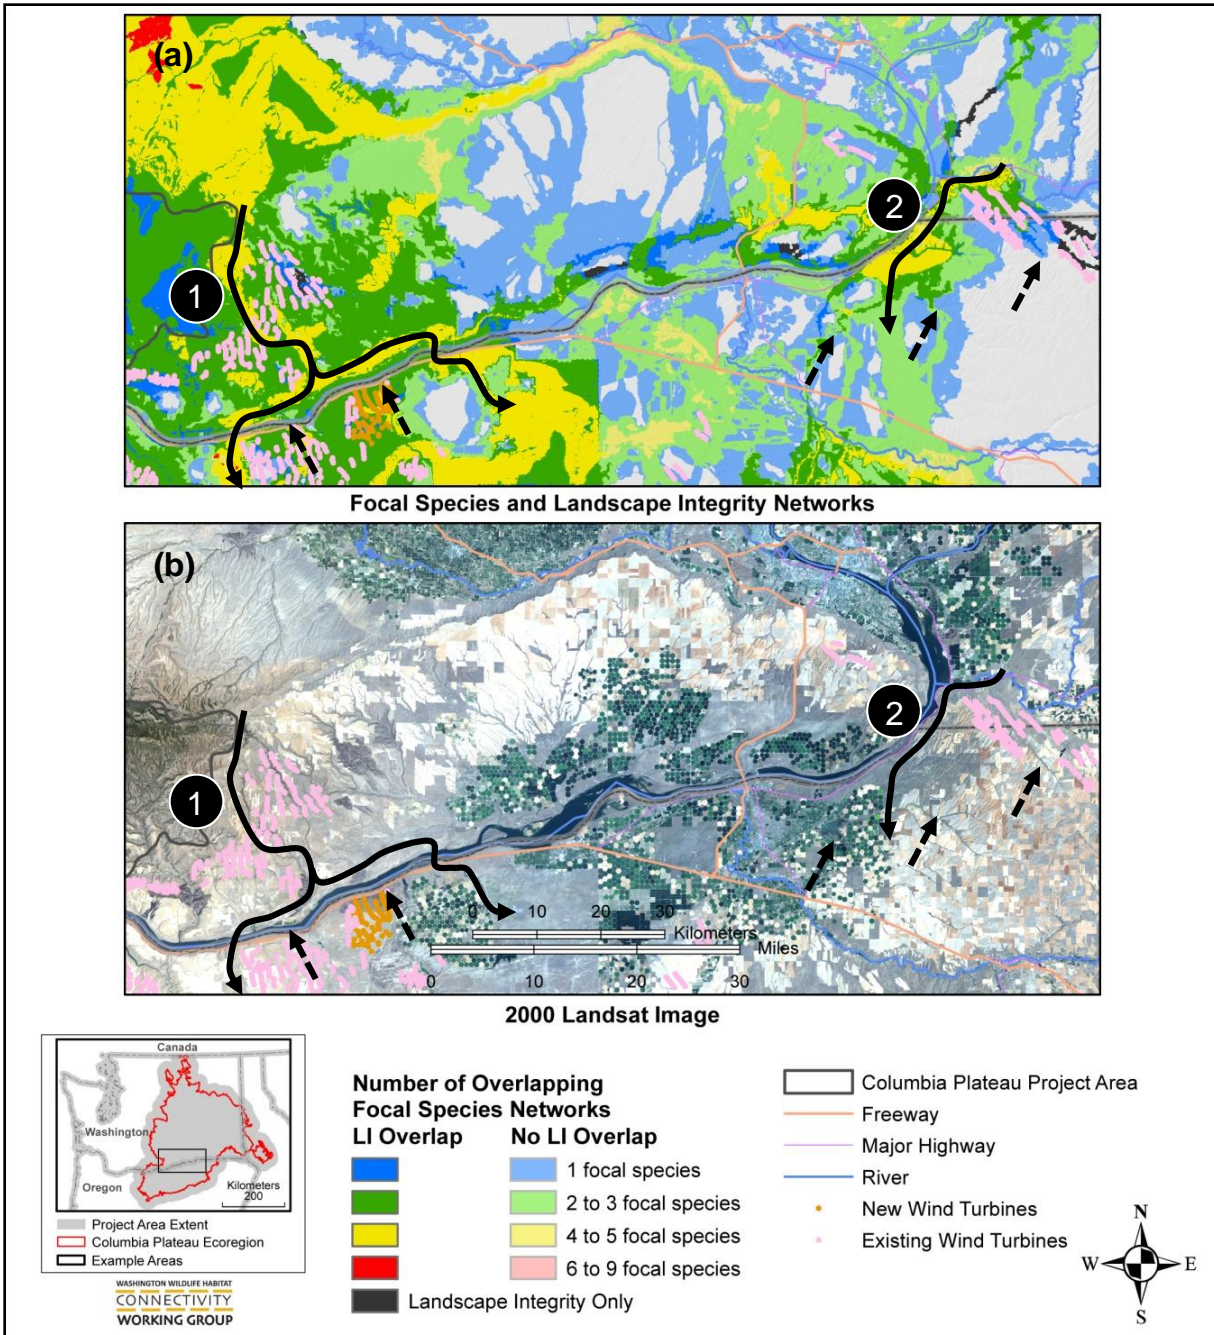 (a)
1
2
Focal Species and Landscape Integrity Networks
(b)
1
2
0 10 20 30
Kilometers
Miles
0 10 20 30
2000 Landsat Image
Canada
Washington
Oregon
Kilometers
200
Project Area Extent
Columbia Plateau Ecoregion
Example Areas
WASHINGTON WILDLIFE HABITAT
CONNECTIVITY
WORKING GROUP
Number of Overlapping
Focal Species Networks
LI Overlap No LI Overlap
1 focal species
2 to 3 focal species
4 to 5 focal species
6 to 9 focal species
Landscape Integrity Only
Columbia Plateau Project Area
Freeway
Major Highway
River
New Wind Turbines
Existing Wind Turbines
N
W E
S